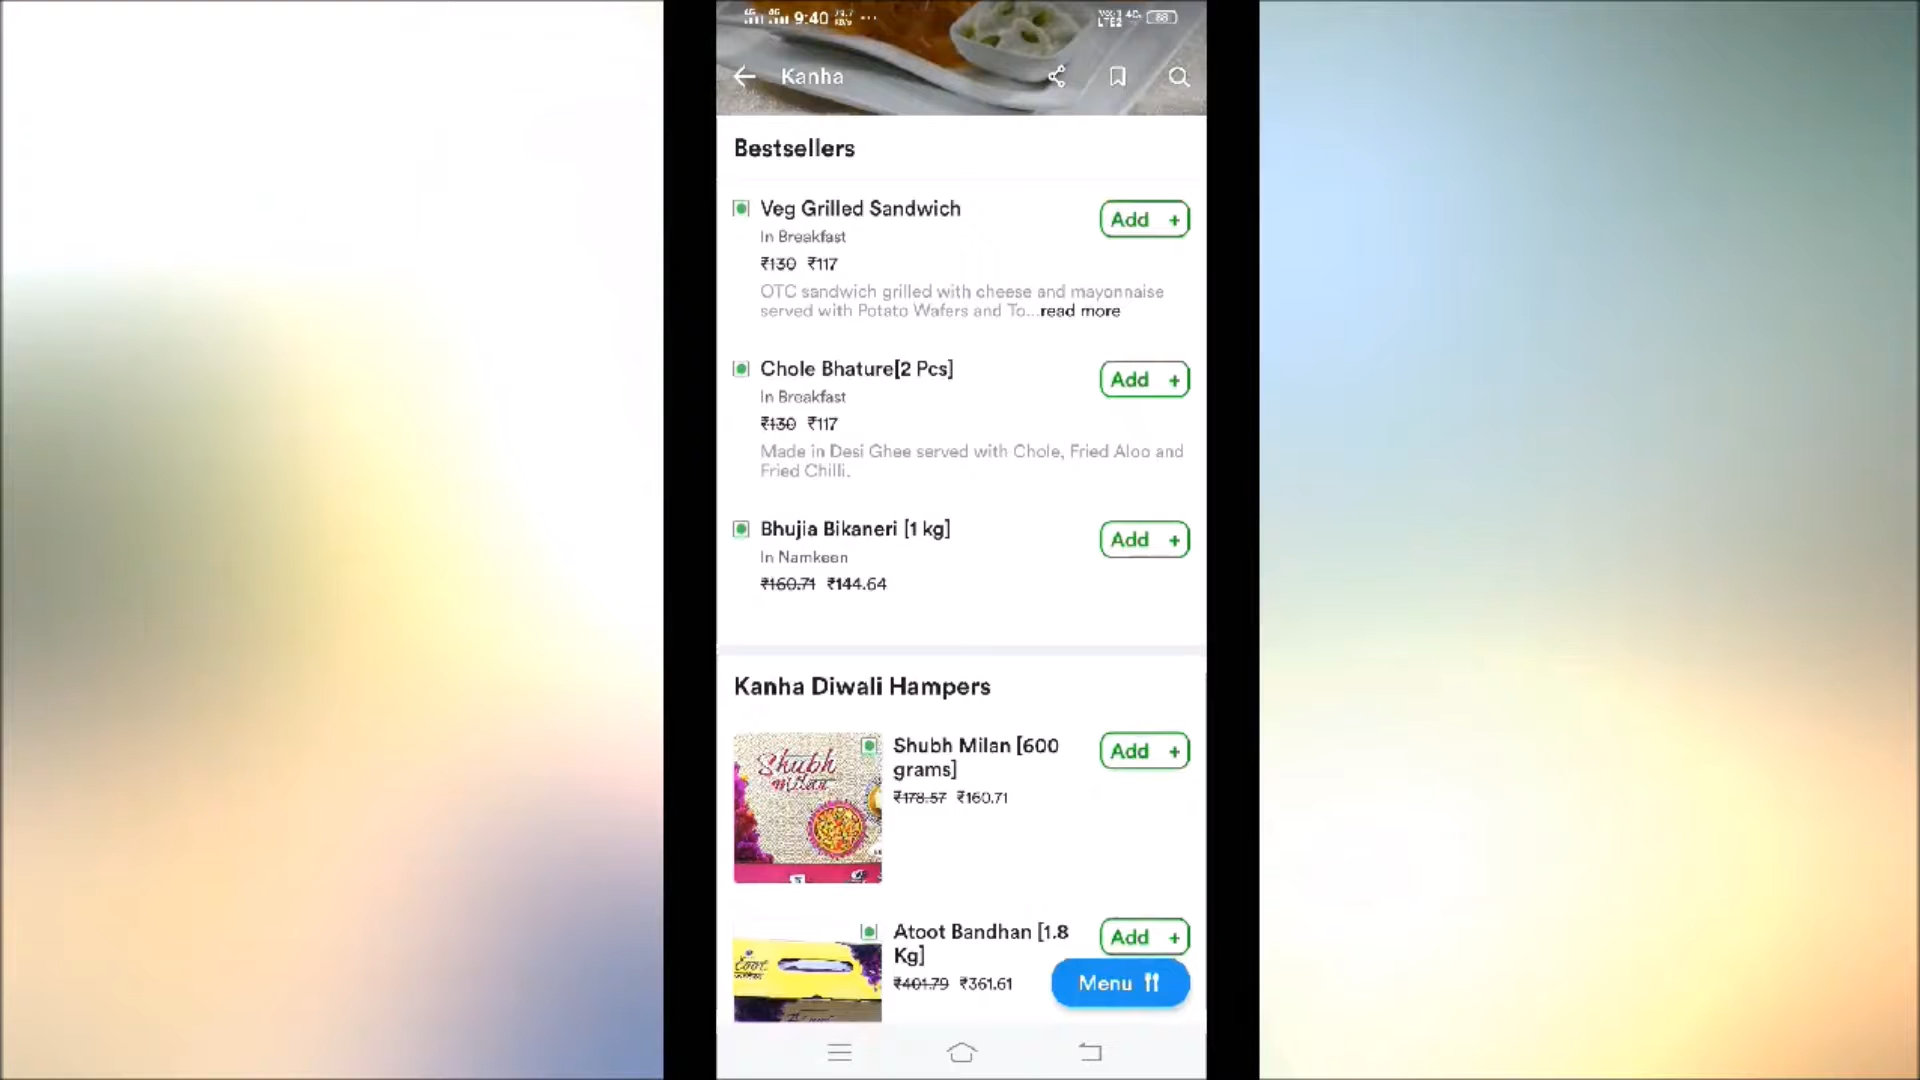 9:40
Kanha
Bestsellers
Veg Grilled Sandwich
Add +
In Breakfast
₹130 ₹117
OTC sandwich grilled with cheese and mayonnaise
served with Potato Wafers and To...read more
Chole Bhature[2 Pcs]
Add +
In Breakfast
₹130 ₹117
Made in Desi Ghee served with Chole, Fried Aloo and
Fried Chilli.
Bhujia Bikaneri [1 kg]
Add +
In Namkeen
₹160.71 ₹144.64
Kanha Diwali Hampers
Shubh
milan
Shubh Milan [600
grams]
Add +
₹178.57 ₹160.71
Atoot Bandhan [1.8
Kg]
Add +
₹401.79 ₹361.61
Menu